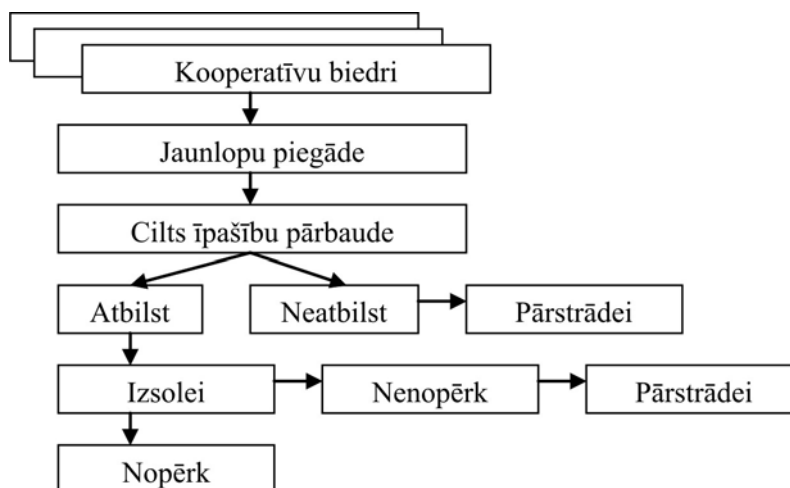 Kooperatīvu biedri
Jaunlopu piegāde
Cilts īpašību pārbaude
Atbilst
Neatbilst
Pārstrādei
Izsolei
Nenopērk
Pārstrādei
Nopērk